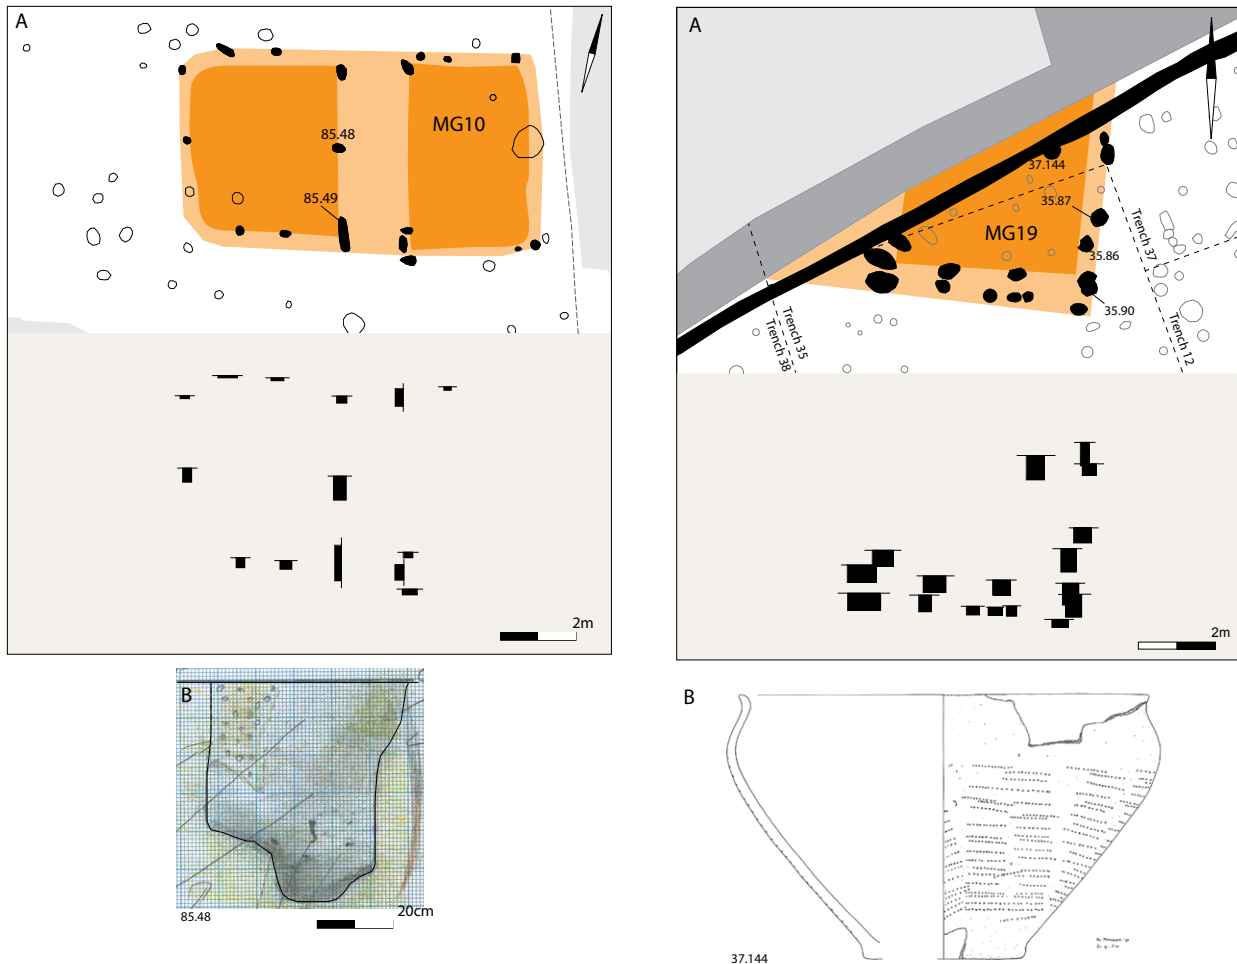 A
MG10
85.48
85.49
2m
B
20cm
85.48
A
37.144
35.87
MG19
35.86
35.90
Trench 37
Trench 12
Trench 35
Trench 38
2m
B
37.144